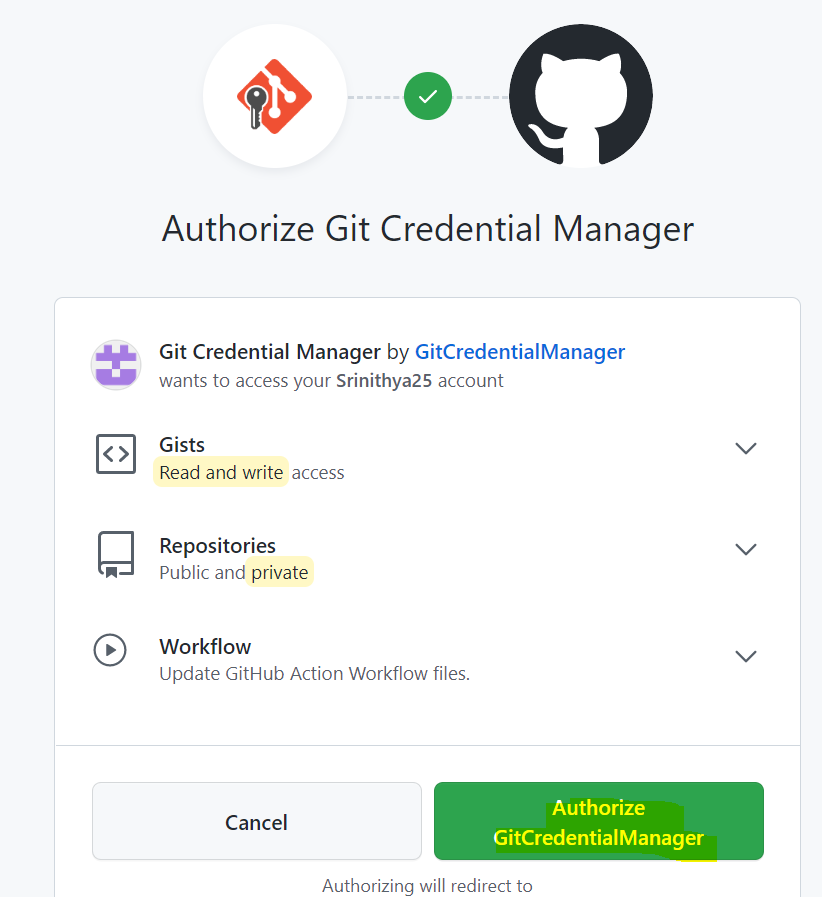 Authorize Git Credential Manager
Git Credential Manager by GitCredentialManager
wants to access your Srinithya25 account
Gists
Read and write access
Repositories
Public and private
Workflow
Update GitHub Action Workflow files.
Cancel
Authorize
GitCredentialManager
Authorizing will redirect to